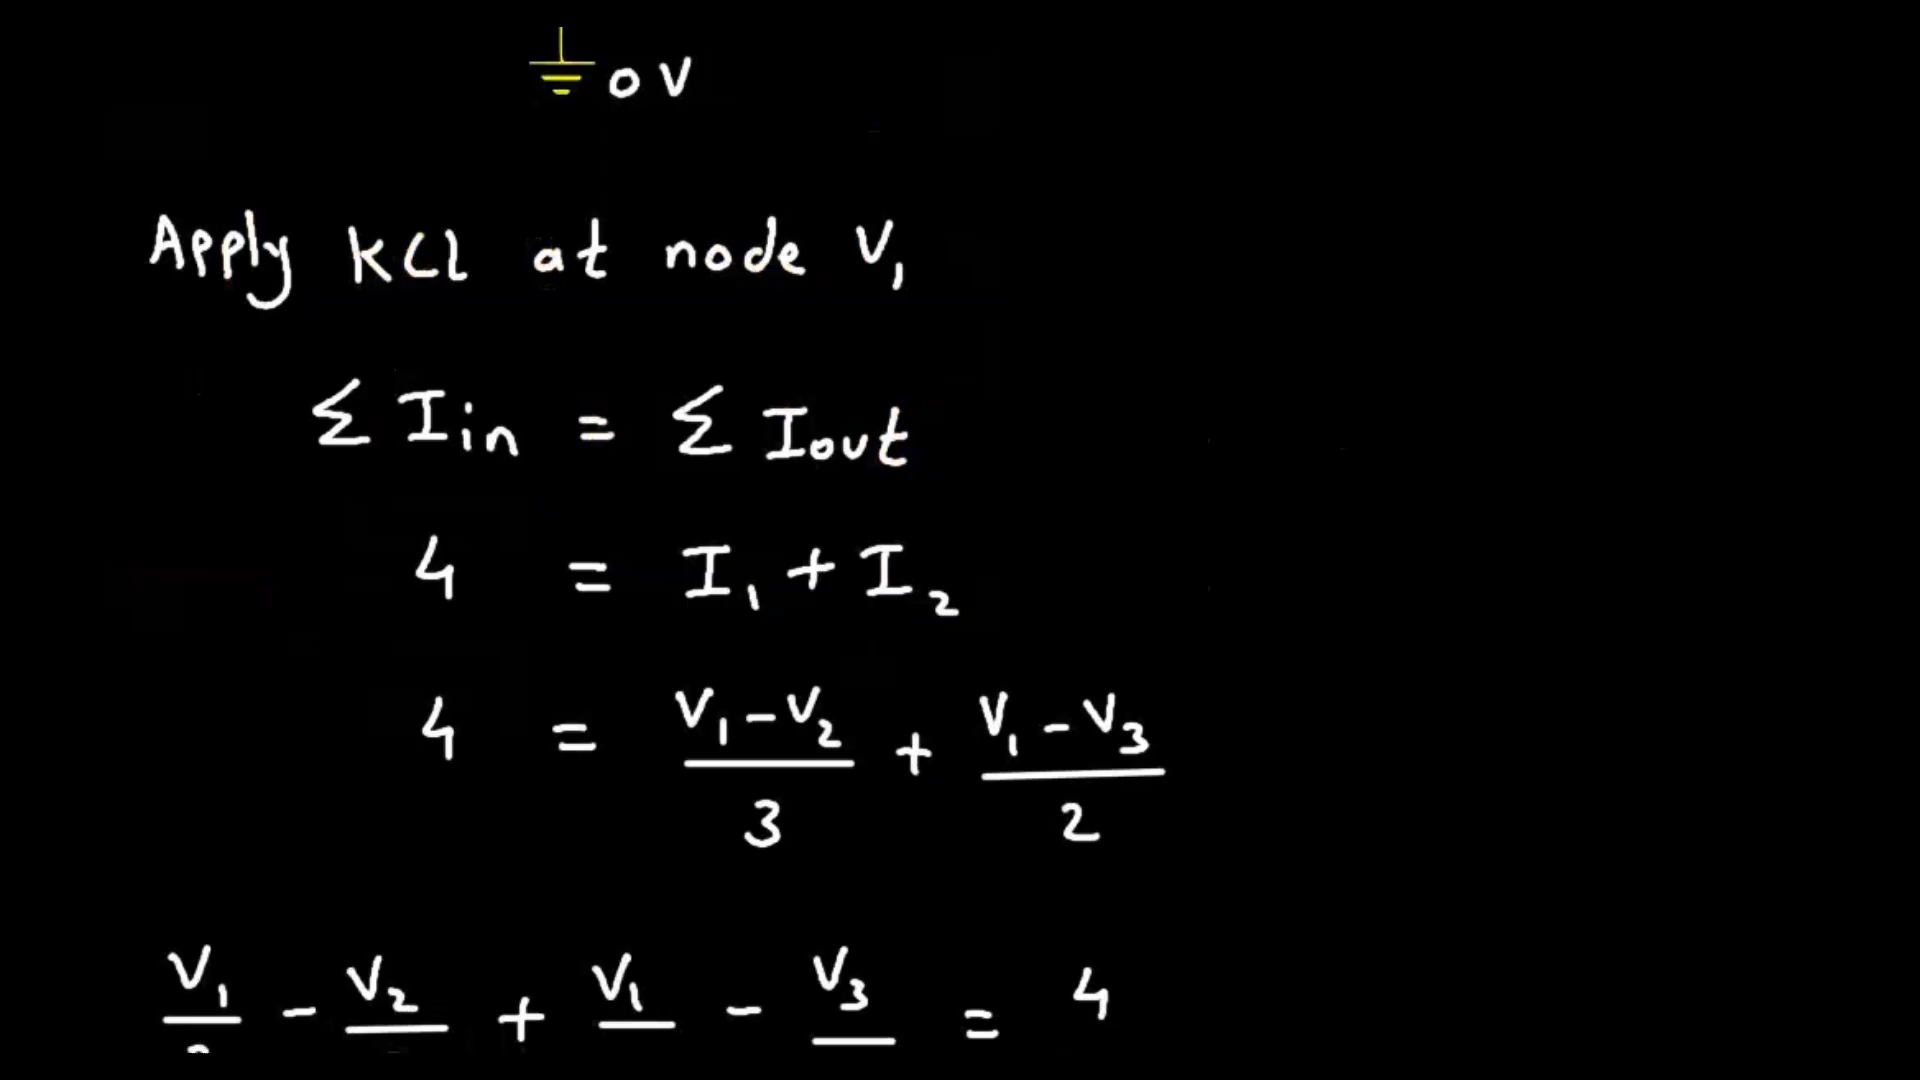 0 V
Apply KCL at node V₁
Σ Iin = Σ Iout
4 = I₁ + I₂
4 = (V₁ - V₂)/3 + (V₁ - V₃)/2
V₁ - V₂ + V₁ - V₃ = 4